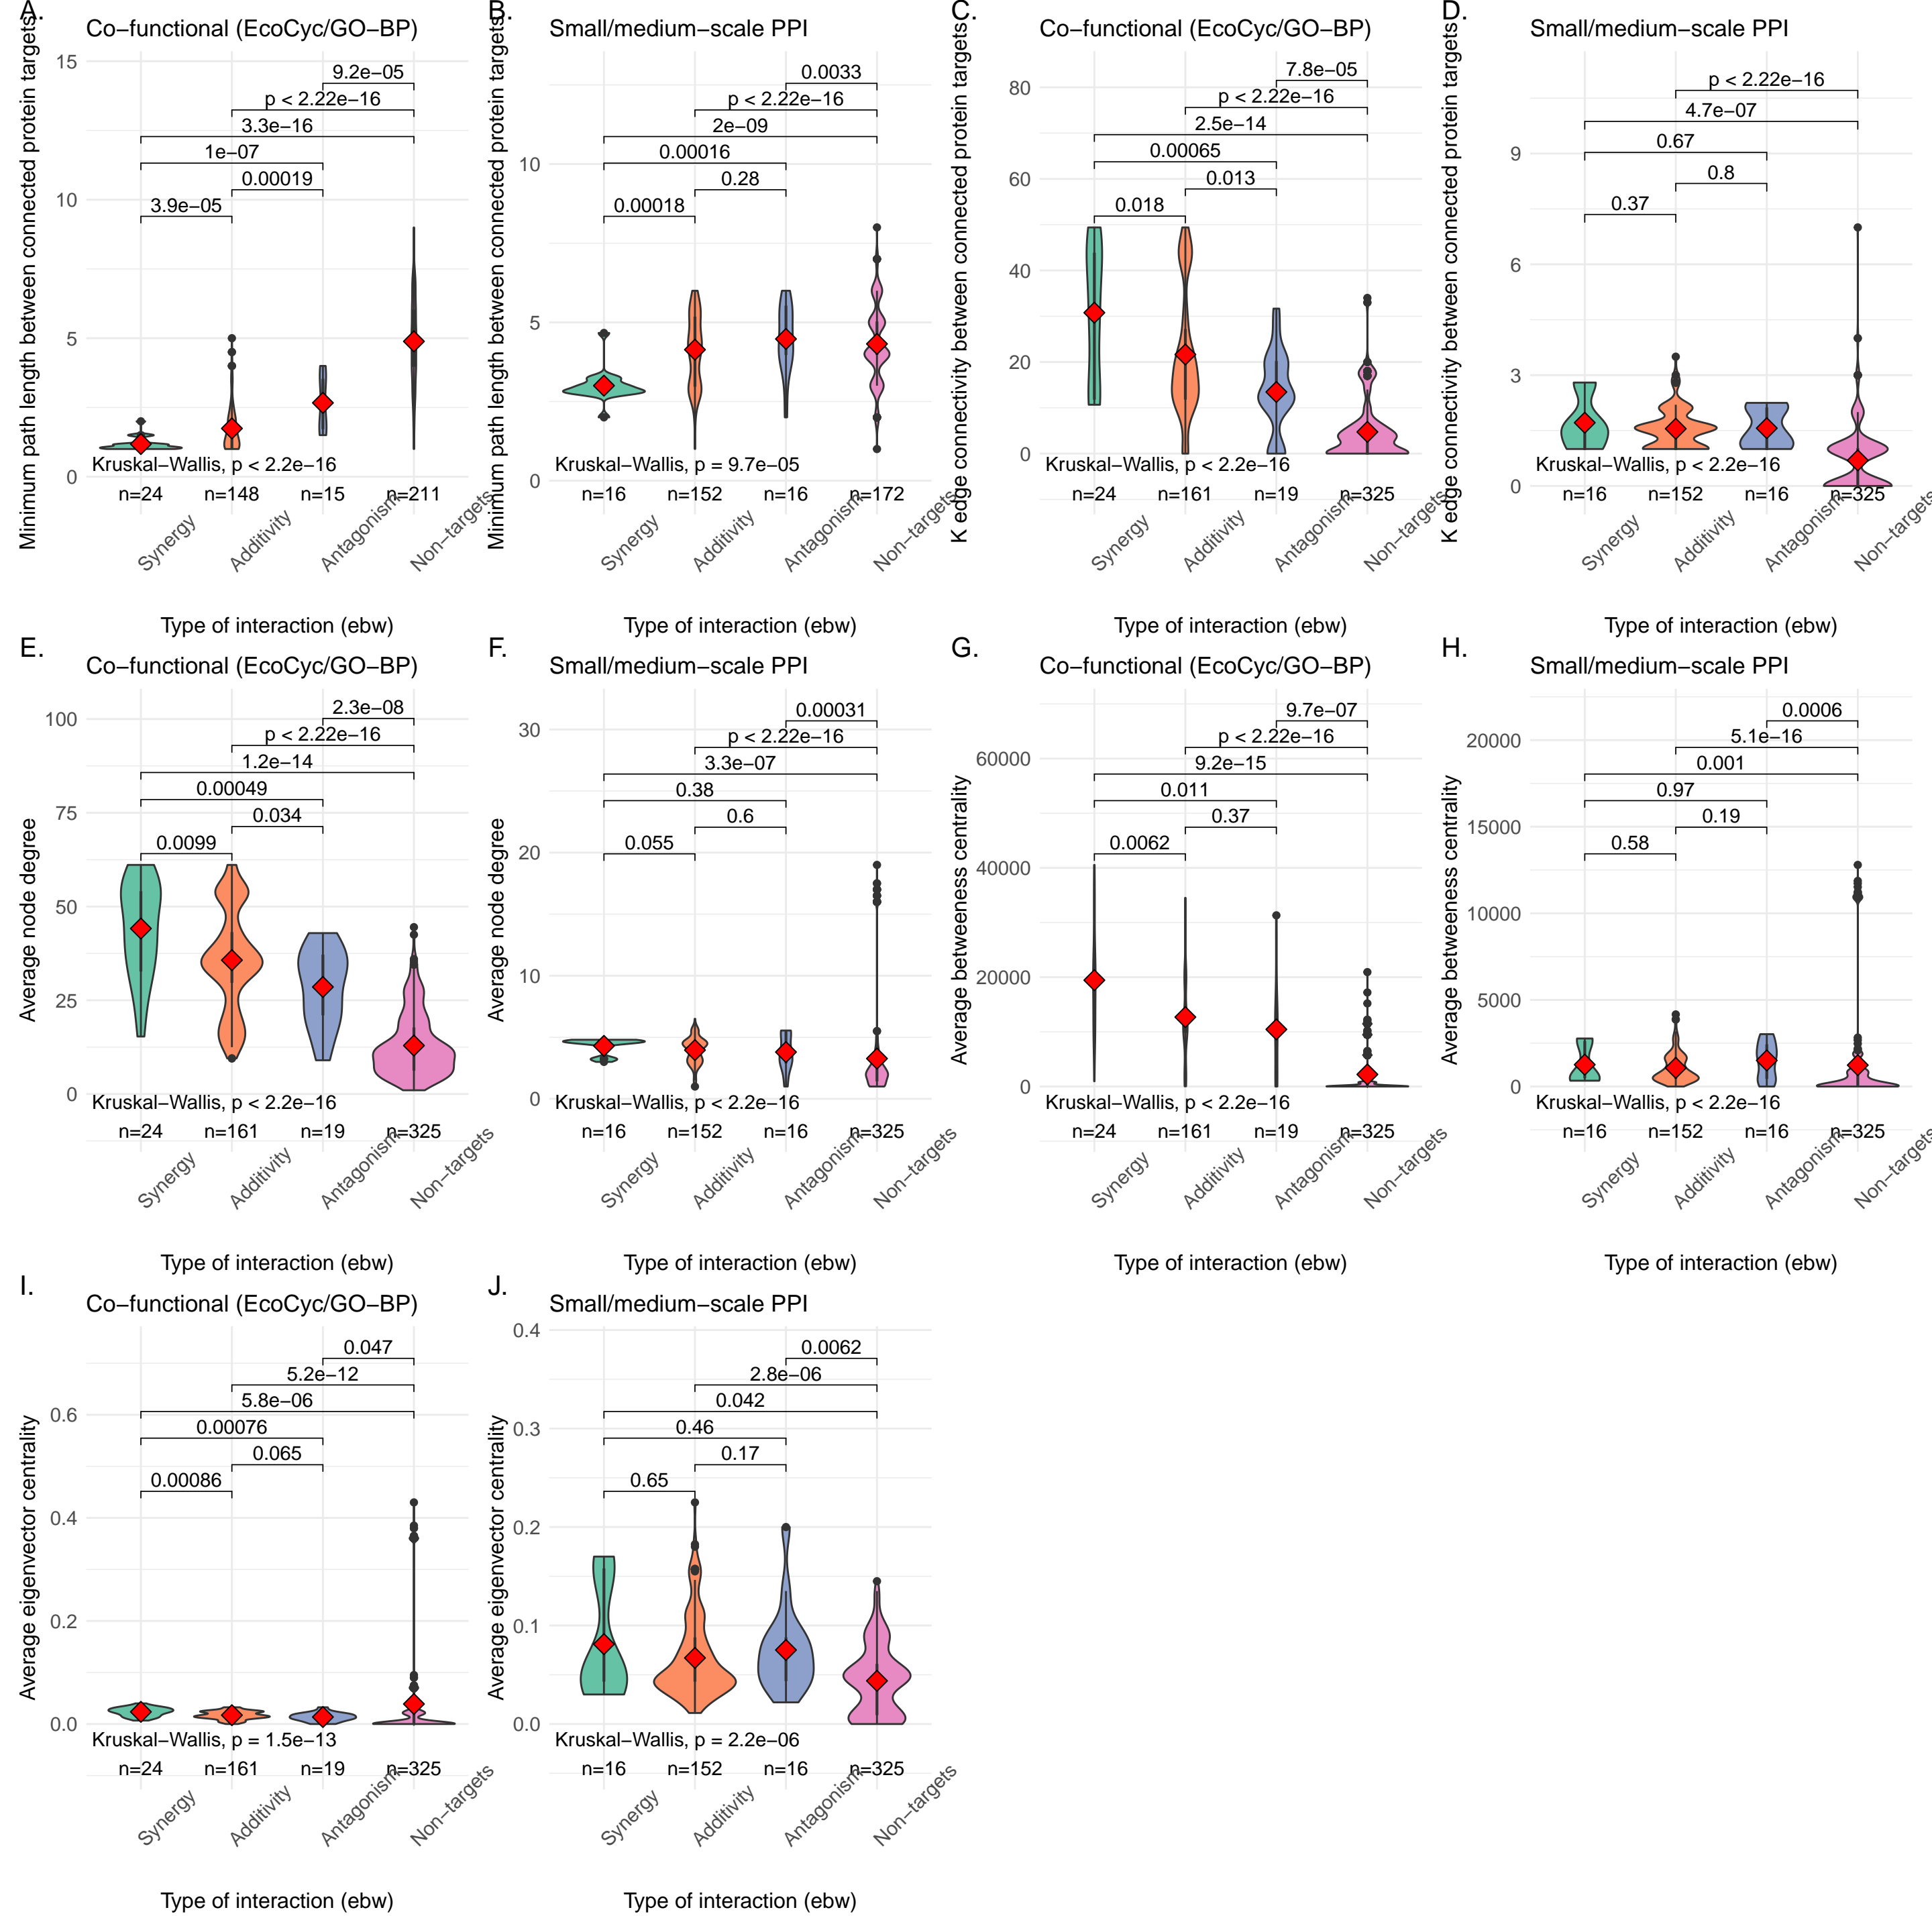 A.
Co−functional (EcoCyc/GO−BP)
Minimum path length between connected protein targets
15
10
5
0
9.2e−05
p < 2.22e−16
3.3e−16
1e−07
0.00019
3.9e−05
Kruskal−Wallis, p < 2.2e−16
n=24
n=148
n=15
n=211
Synergy
Additivity
Antagonism
Non−targets
Type of interaction (ebw)
B.
Small/medium−scale PPI
Minimum path length between connected protein targets
10
5
0
0.0033
p < 2.22e−16
2e−09
0.00016
0.28
0.00018
Kruskal−Wallis, p = 9.7e−05
n=16
n=152
n=16
n=172
Synergy
Additivity
Antagonism
Non−targets
Type of interaction (ebw)
C.
Co−functional (EcoCyc/GO−BP)
K edge connectivity between connected protein targets
80
60
40
20
0
7.8e−05
p < 2.22e−16
2.5e−14
0.00065
0.013
0.018
Kruskal−Wallis, p < 2.2e−16
n=24
n=161
n=19
n=325
Synergy
Additivity
Antagonism
Non−targets
Type of interaction (ebw)
D.
Small/medium−scale PPI
K edge connectivity between connected protein targets
9
6
3
0
p < 2.22e−16
4.7e−07
0.67
0.8
0.37
Kruskal−Wallis, p < 2.2e−16
n=16
n=152
n=16
n=325
Synergy
Additivity
Antagonism
Non−targets
Type of interaction (ebw)
E.
Co−functional (EcoCyc/GO−BP)
Average node degree
100
75
50
25
0
2.3e−08
p < 2.22e−16
1.2e−14
0.00049
0.034
0.0099
Kruskal−Wallis, p < 2.2e−16
n=24
n=161
n=19
n=325
Synergy
Additivity
Antagonism
Non−targets
Type of interaction (ebw)
F.
Small/medium−scale PPI
Average node degree
30
20
10
0
0.00031
p < 2.22e−16
3.3e−07
0.38
0.6
0.055
Kruskal−Wallis, p < 2.2e−16
n=16
n=152
n=16
n=325
Synergy
Additivity
Antagonism
Non−targets
Type of interaction (ebw)
G.
Co−functional (EcoCyc/GO−BP)
Average betweeness centrality
60000
40000
20000
0
9.7e−07
p < 2.22e−16
9.2e−15
0.011
0.37
0.0062
Kruskal−Wallis, p < 2.2e−16
n=24
n=161
n=19
n=325
Synergy
Additivity
Antagonism
Non−targets
Type of interaction (ebw)
H.
Small/medium−scale PPI
Average betweeness centrality
20000
15000
10000
5000
0
0.0006
5.1e−16
0.001
0.97
0.19
0.58
Kruskal−Wallis, p < 2.2e−16
n=16
n=152
n=16
n=325
Synergy
Additivity
Antagonism
Non−targets
Type of interaction (ebw)
I.
Co−functional (EcoCyc/GO−BP)
Average eigenvector centrality
0.6
0.4
0.2
0.0
0.047
5.2e−12
5.8e−06
0.00076
0.065
0.00086
Kruskal−Wallis, p = 1.5e−13
n=24
n=161
n=19
n=325
Synergy
Additivity
Antagonism
Non−targets
Type of interaction (ebw)
J.
Small/medium−scale PPI
Average eigenvector centrality
0.4
0.3
0.2
0.1
0.0
0.0062
2.8e−06
0.042
0.46
0.17
0.65
Kruskal−Wallis, p = 2.2e−06
n=16
n=152
n=16
n=325
Synergy
Additivity
Antagonism
Non−targets
Type of interaction (ebw)